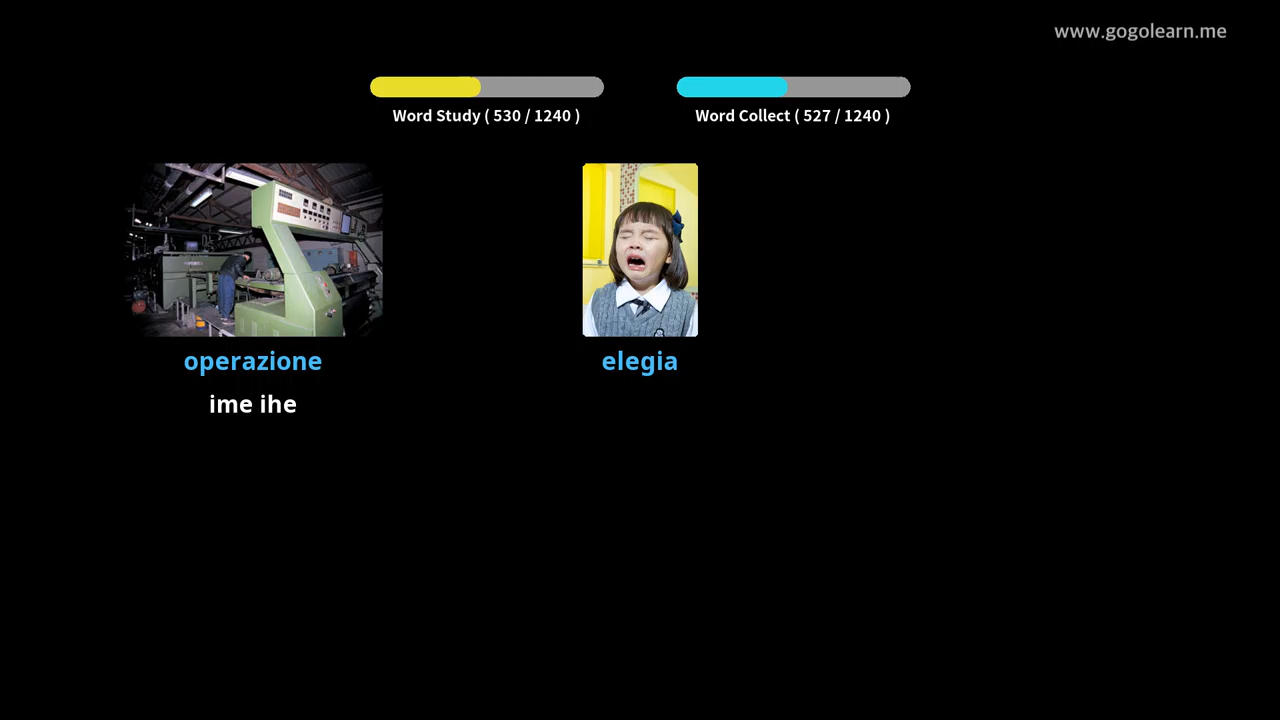 www.gogolearn.me
Word Study ( 530 / 1240 )
Word Collect ( 527 / 1240 )
operazione
elegia
ime ihe